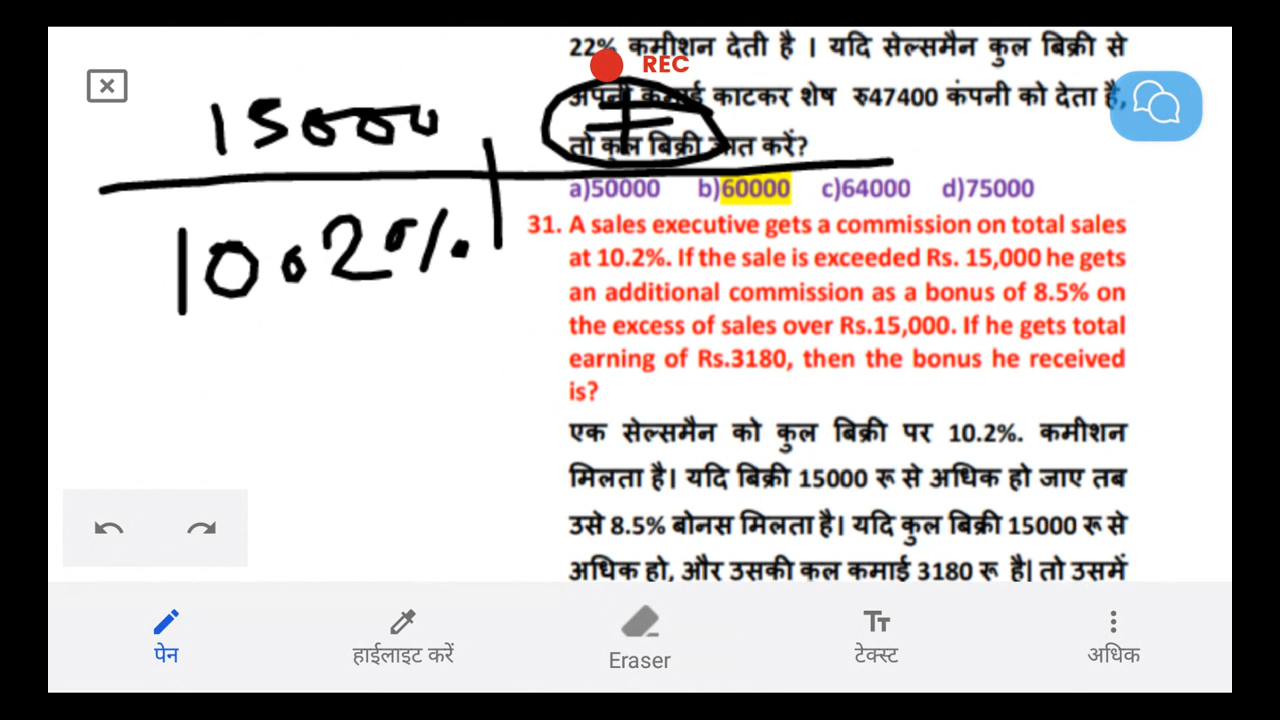 22% कमीशन देती है । यदि सेल्समैन कुल बिक्री से
REC
अपनी कमाई काटकर शेष रु47400 कंपनी को देता है,
तो कुल बिक्री ज्ञात करें?
a)50000 b)60000 c)64000 d)75000
15000 +
10.2%
31. A sales executive gets a commission on total sales
at 10.2%. If the sale is exceeded Rs. 15,000 he gets
an additional commission as a bonus of 8.5% on
the excess of sales over Rs.15,000. If he gets total
earning of Rs.3180, then the bonus he received
is?
एक सेल्समैन को कुल बिक्री पर 10.2%. कमीशन
मिलता है। यदि बिक्री 15000 रू से अधिक हो जाए तब
उसे 8.5% बोनस मिलता है। यदि कुल बिक्री 15000 रू से
अधिक हो, और उसकी कल कमाई 3180 रू है। तो उसमें
पेन
हाईलाइट करें
Eraser
Tт
टेक्स्ट
अधिक